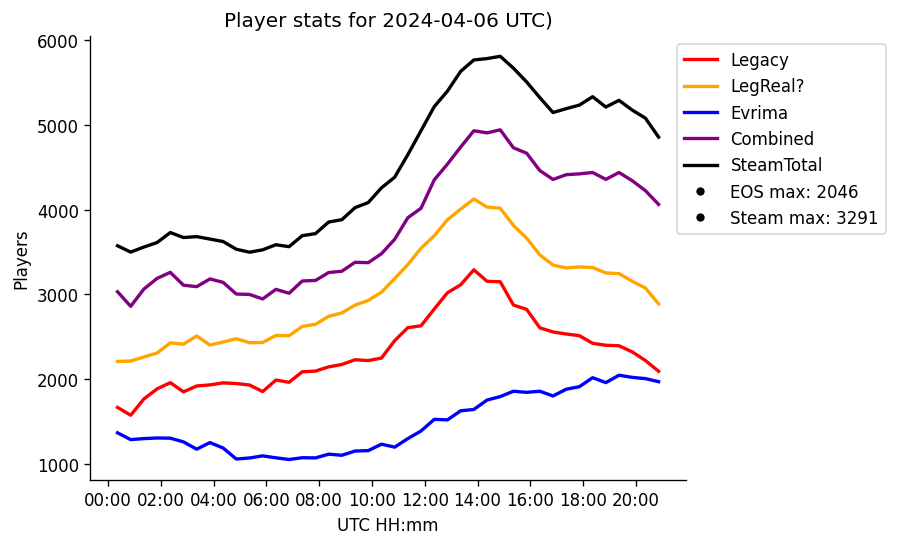 Player stats for 2024-04-06 UTC)
6000
5000
4000
3000
2000
1000
Players
00:00 02:00 04:00 06:00 08:00 10:00 12:00 14:00 16:00 18:00 20:00
UTC HH:mm
Legacy
LegReal?
Evrima
Combined
SteamTotal
EOS max: 2046
Steam max: 3291